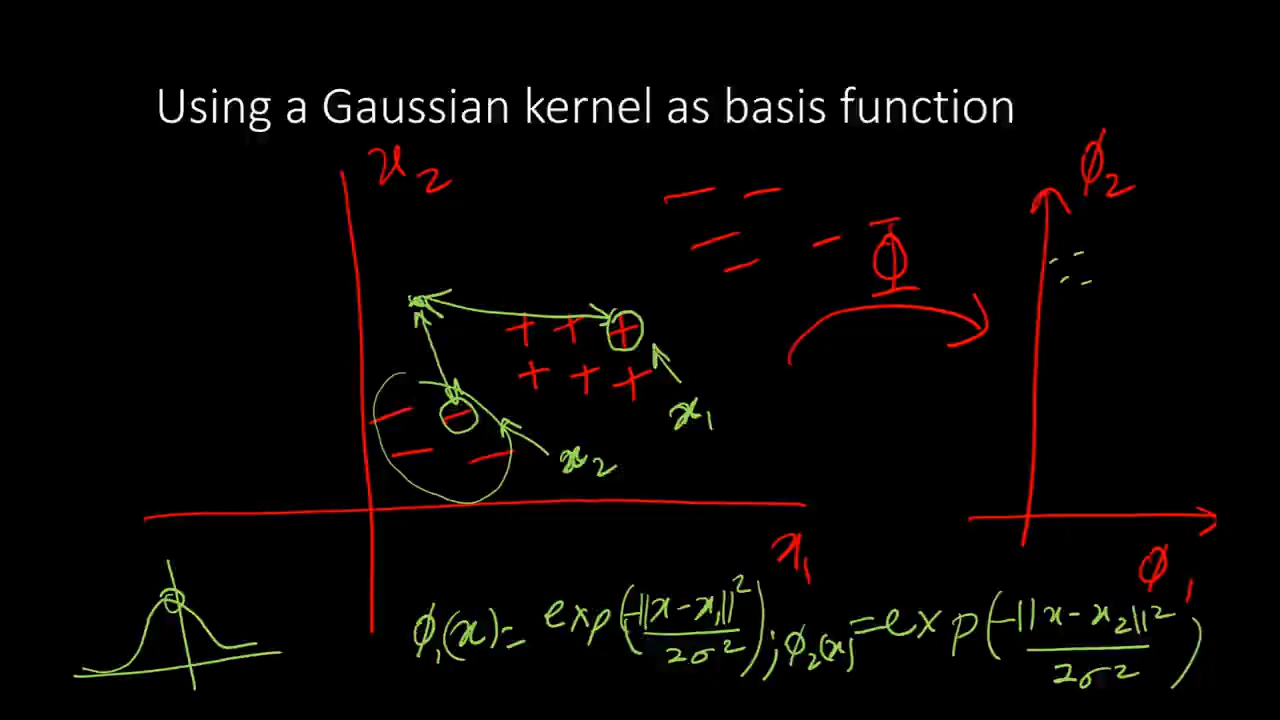 Using a Gaussian kernel as basis function
x₂
ϕ₂
Φ
x₁
x₂
x₁
ϕ₁
ϕ₁(x) = exp(-||x-x₁||²/2σ²); ϕ₂(x) = exp(-||x-x₂||²/2σ²)